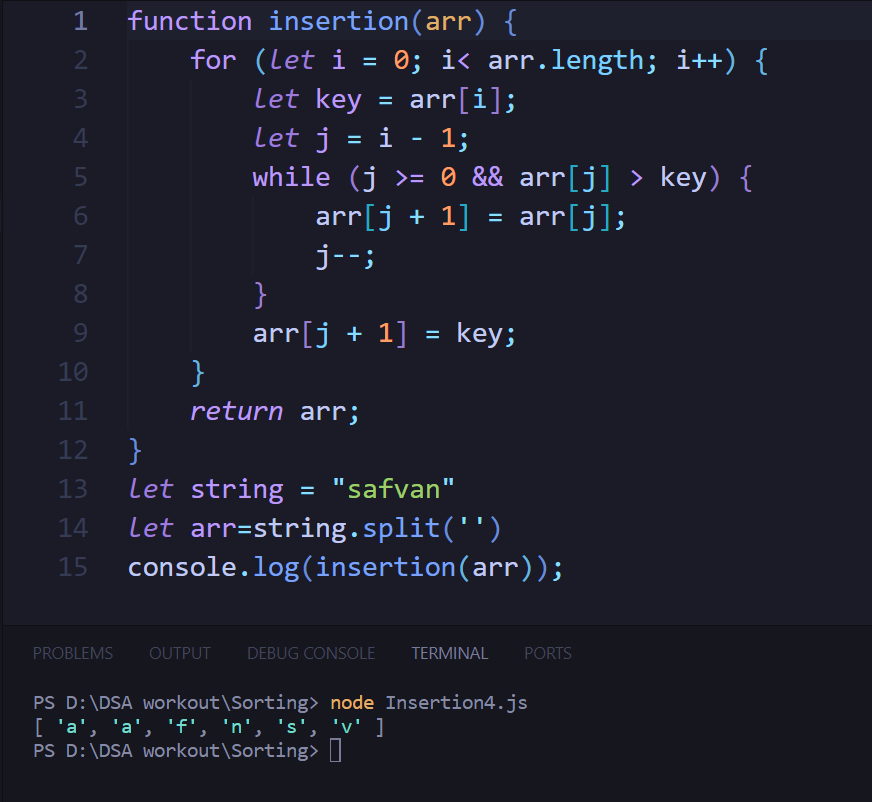 1 function insertion(arr) {
2     for (let i = 0; i< arr.length; i++) {
3         let key = arr[i];
4         let j = i - 1;
5         while (j >= 0 && arr[j] > key) {
6             arr[j + 1] = arr[j];
7             j--;
8         }
9         arr[j + 1] = key;
10     }
11     return arr;
12 }
13 let string = "safvan"
14 let arr=string.split('')
15 console.log(insertion(arr));
PROBLEMS OUTPUT DEBUG CONSOLE TERMINAL PORTS
PS D:\DSA workout\Sorting> node Insertion4.js
[ 'a', 'a', 'f', 'n', 's', 'v' ]
PS D:\DSA workout\Sorting>